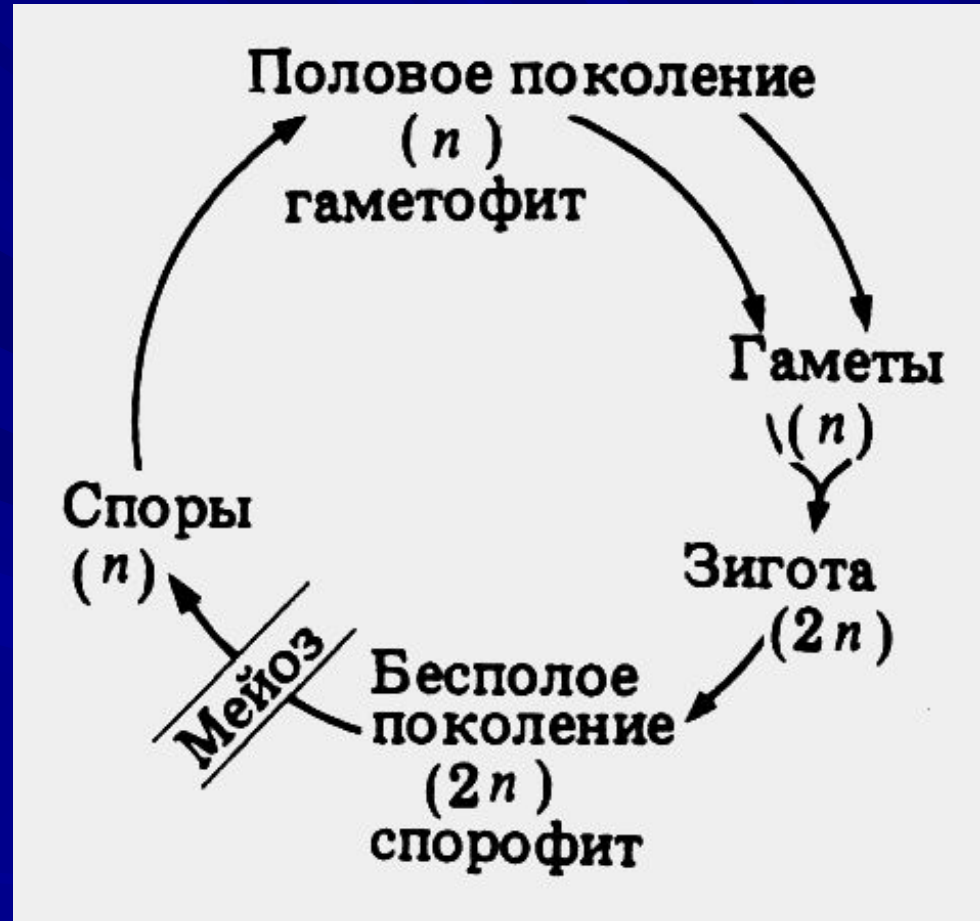 Половое поколение
(n)
гаметофит
Гаметы
(n)
Зигота
(2n)
Бесполое
поколение
(2n)
спорофит
Мейоз
Споры
(n)